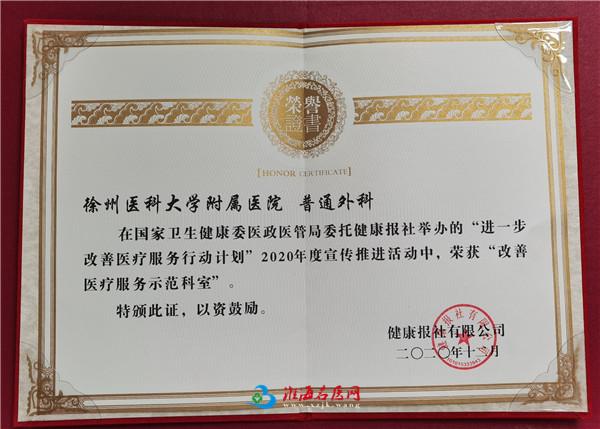 榮譽
證書
[HONOR CERTIFICATE]
徐州医科大学附属医院 普通外科
在国家卫生健康委医政医管局委托健康报社举办的“进一步
改善医疗服务行动计划”2020年度宣传推进活动中，荣获“改善
医疗服务示范科室”。
特颁此证，以资鼓励。
健康报社有限公司
二〇二〇年十二月
淮海名医网